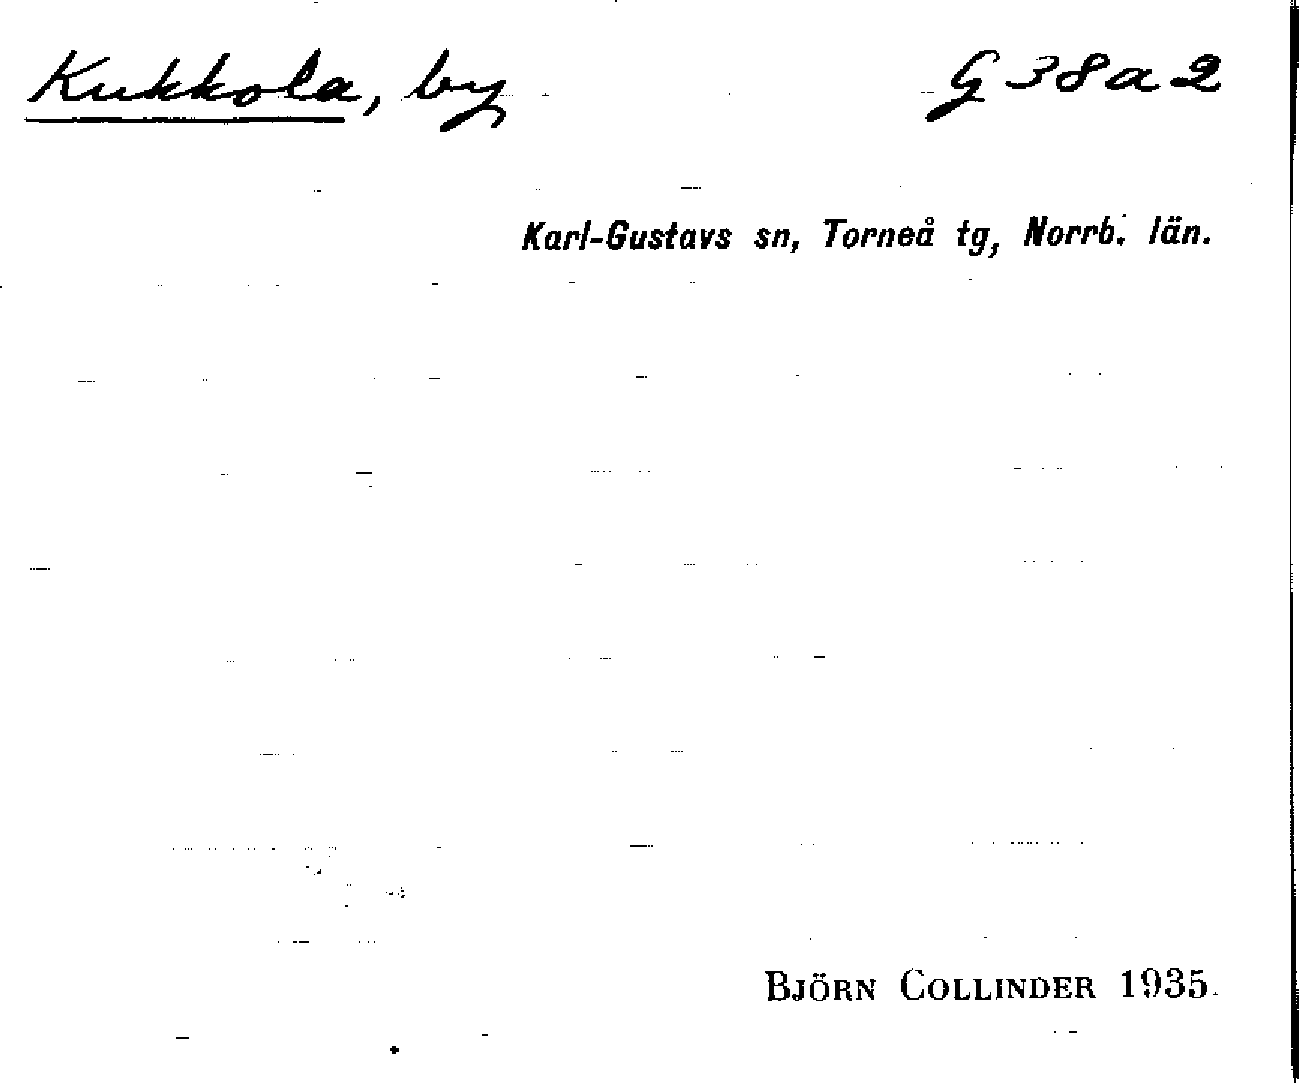 Kukkola, by
G 38 a 2
Karl-Gustavs sn, Torneå tg, Norrb. län.
BJÖRN COLLINDER 1935.